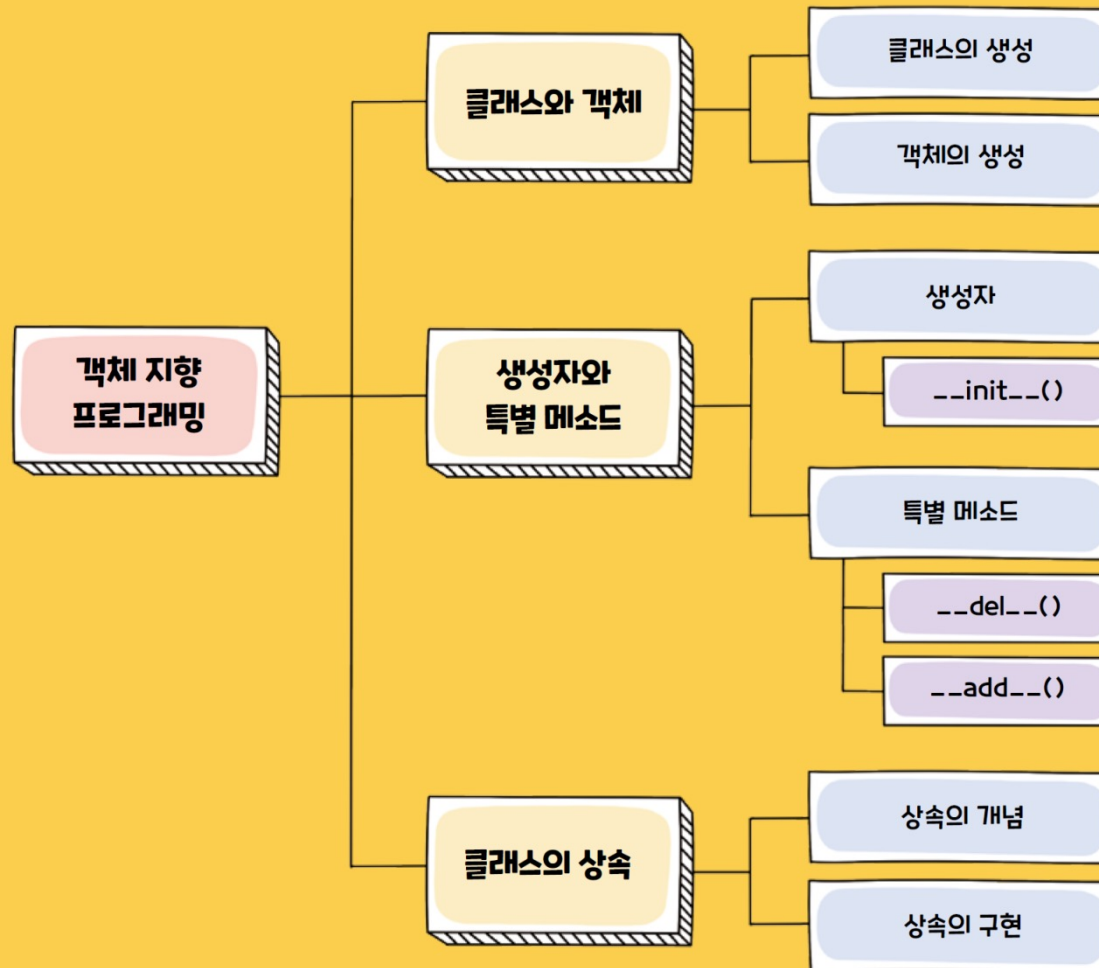 클래스의 생성
클래스와 객체
객체의 생성
생성자
객체 지향
프로그래밍
생성자와
특별 메소드
__init__()
특별 메소드
__del__()
__add__()
상속의 개념
클래스의 상속
상속의 구현